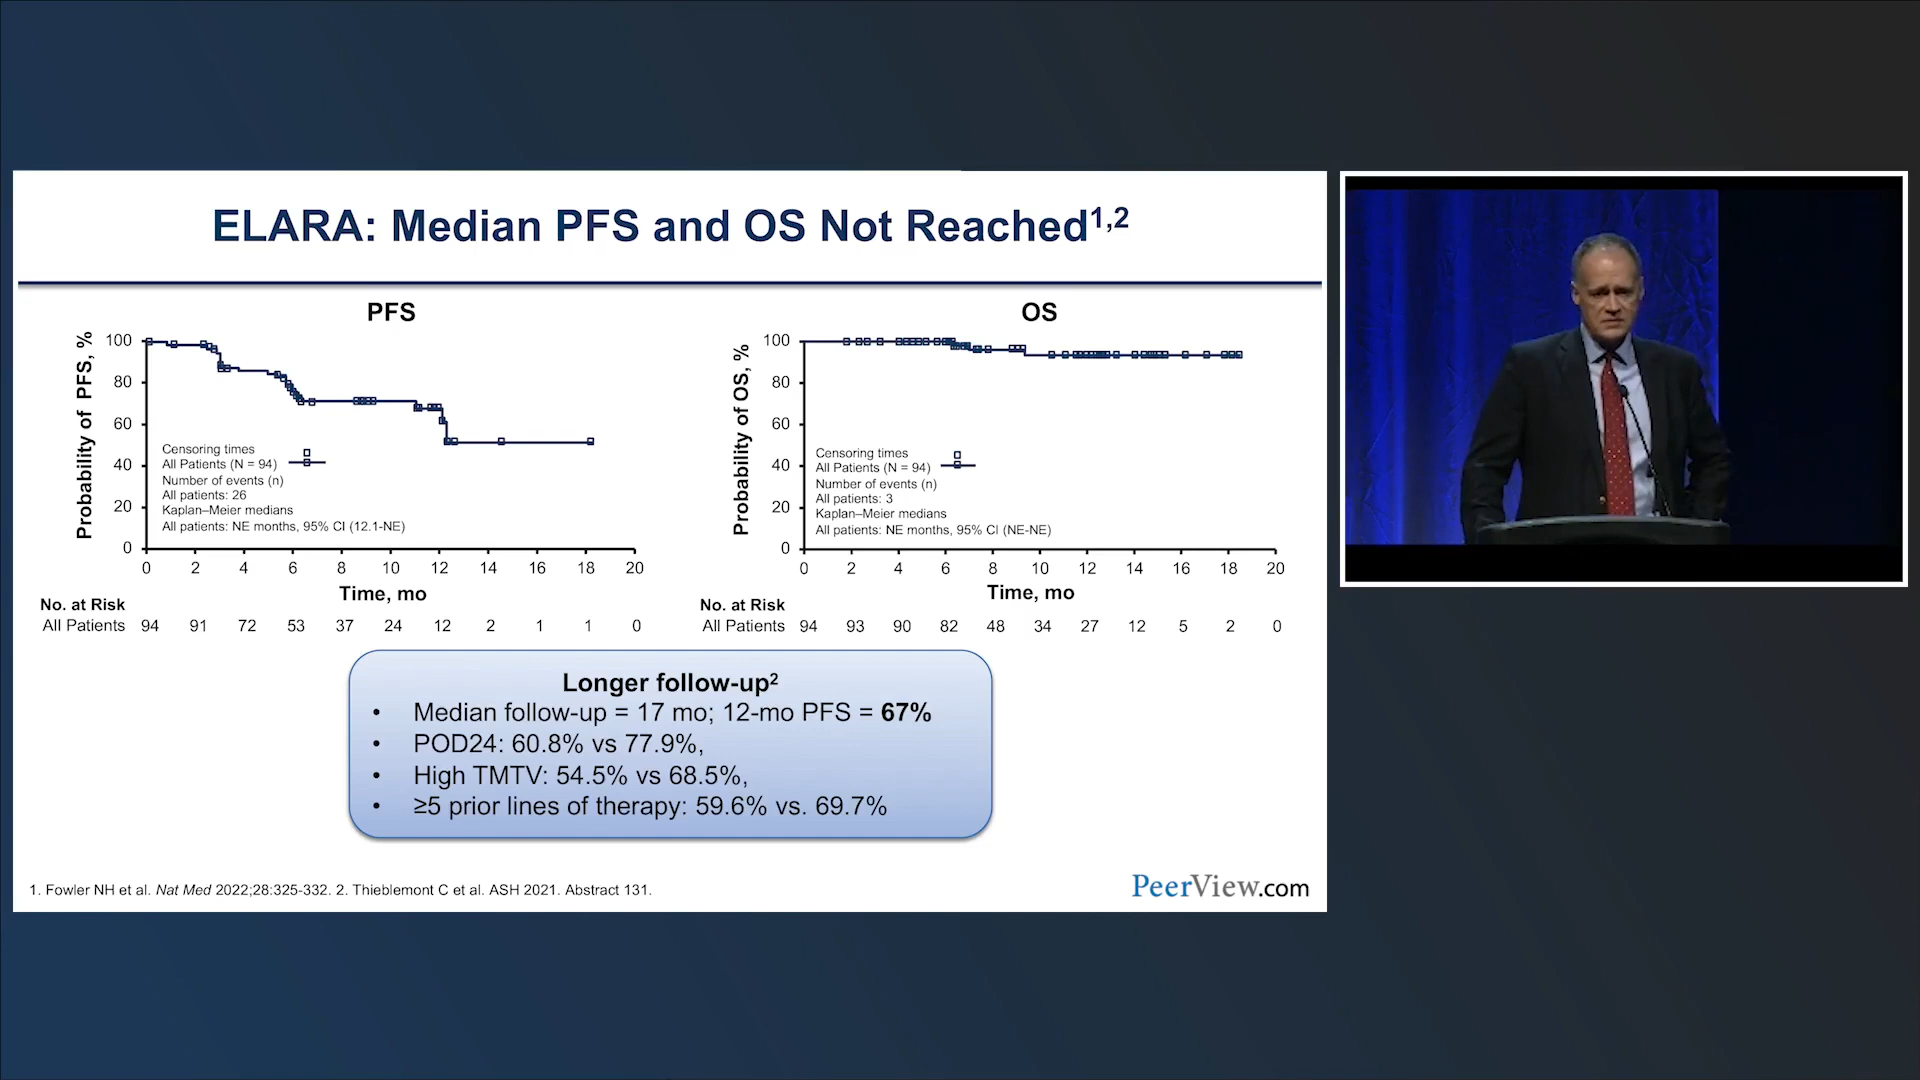 ELARA: Median PFS and OS Not Reached1,2
PFS
Probability of PFS, %
100
80
60
40
20
0
Censoring times
All Patients (N = 94)
Number of events (n)
All patients: 26
Kaplan–Meier medians
All patients: NE months, 95% CI (12.1-NE)
0 2 4 6 8 10 12 14 16 18 20
Time, mo
No. at Risk
All Patients 94 91 72 53 37 24 12 2 1 1 0
OS
Probability of OS, %
100
80
60
40
20
0
Censoring times
All Patients (N = 94)
Number of events (n)
All patients: 3
Kaplan–Meier medians
All patients: NE months, 95% CI (NE-NE)
0 2 4 6 8 10 12 14 16 18 20
Time, mo
No. at Risk
All Patients 94 93 90 82 48 34 27 12 5 2 0
Longer follow-up2
• Median follow-up = 17 mo; 12-mo PFS = 67%
• POD24: 60.8% vs 77.9%,
• High TMTV: 54.5% vs 68.5%,
• ≥5 prior lines of therapy: 59.6% vs. 69.7%
1. Fowler NH et al. Nat Med 2022;28:325-332. 2. Thieblemont C et al. ASH 2021. Abstract 131.
PeerView.com